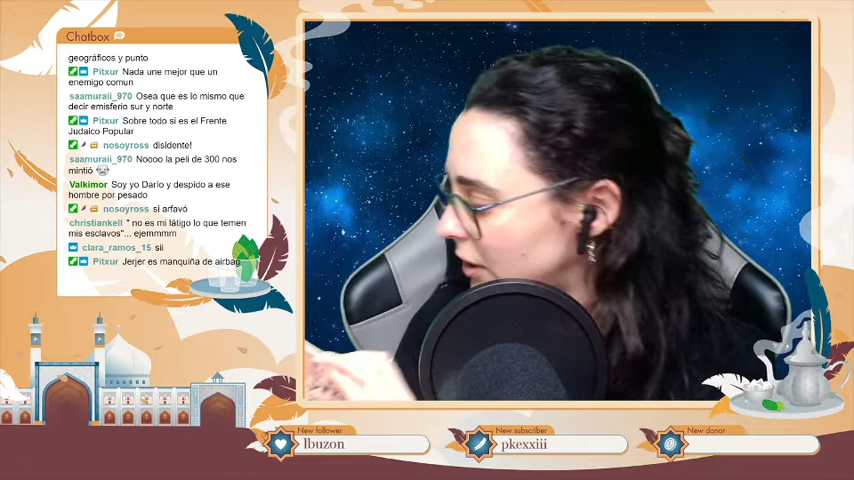 Chatbox
geográficos y punto
Pitxur Nada une mejor que un
enemigo comun
saamuraii_970 Osea que es lo mismo que
decir emisferio sur y norte
Pitxur Sobre todo si es el Frente
Judaico Popular
nosoyross disidente!
saamuraii_970 Noooo la peli de 300 nos
mintió
Valkimor Soy yo Darío y despido a ese
hombre por pesado
nosoyross si arfavó
christiankell " no es mi látigo lo que temen
mis esclavos"... ejemmmm
clara_ramos_15 sii
Pitxur Jerjer es manquiña de airbag
New follower
lbuzon
New subscriber
pkexxiii
New donor